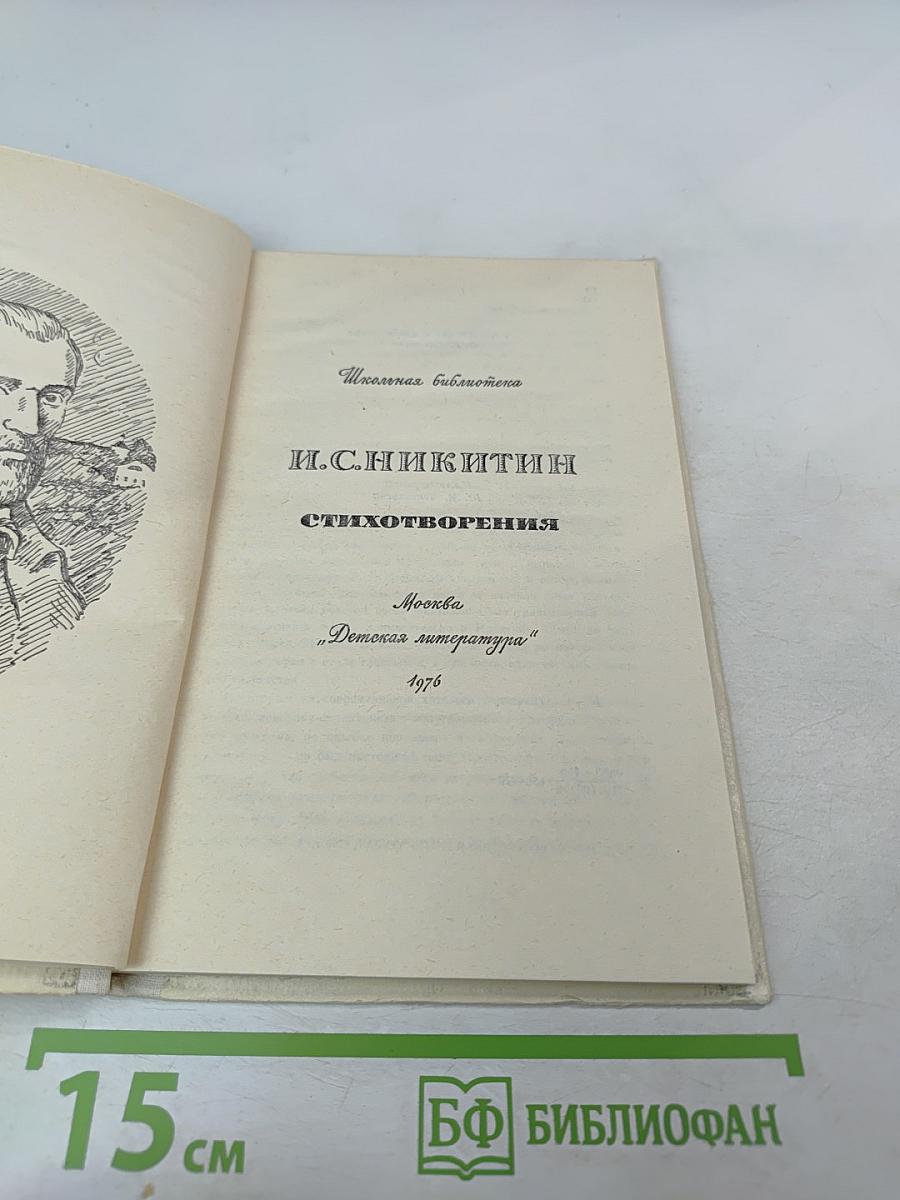 Школьная библиотека
И.С.НИКИТИН
СТИХОТВОРЕНИЯ
Москва
„Детская литература“
1976
15 см
БФ БИБЛИОФАН